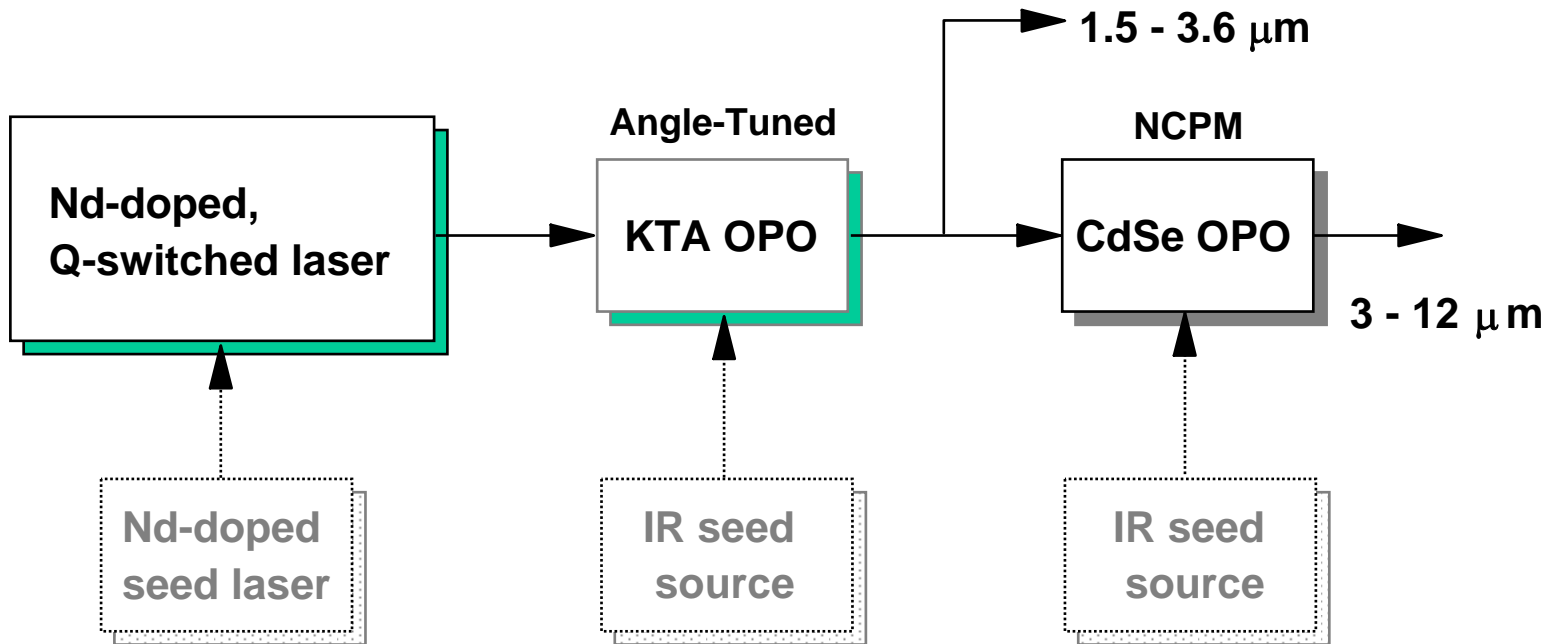 1.5 - 3.6 μm
Angle-Tuned
NCPM
Nd-doped,
Q-switched laser
KTA OPO
CdSe OPO
3 - 12 μm
Nd-doped
seed laser
IR seed
source
IR seed
source